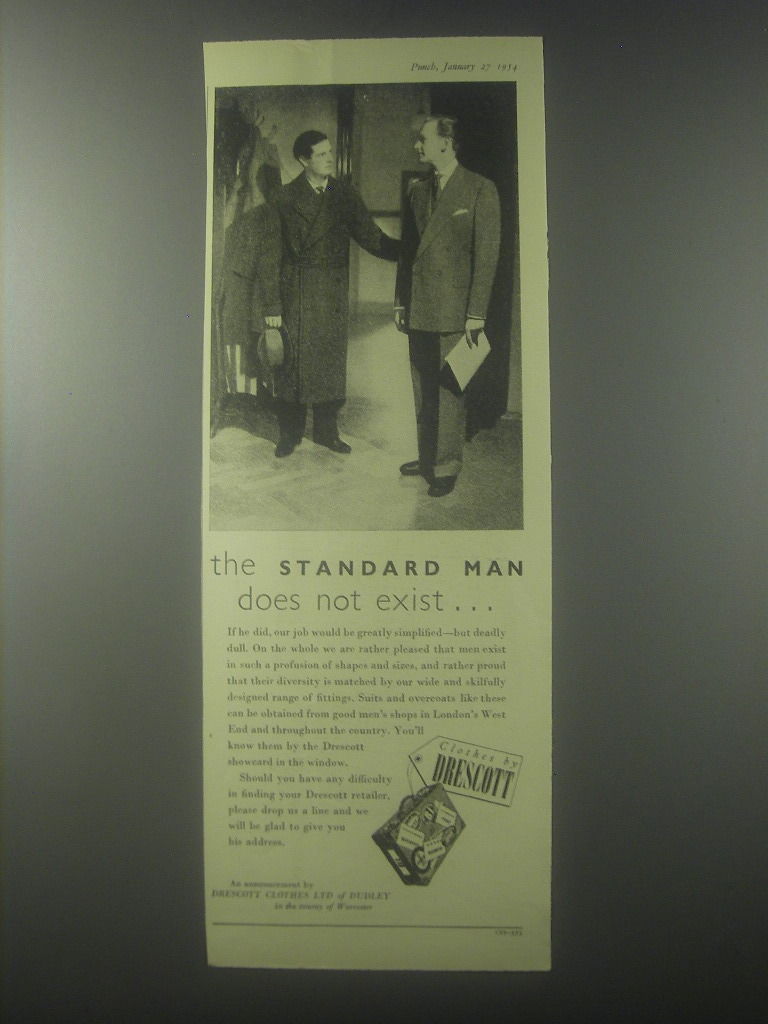 Punch, January 27 1954
the STANDARD MAN
does not exist . . .
If he did, our job would be greatly simplified—but deadly
dull. On the whole we are rather pleased that men exist
in such a profusion of shapes and sizes, and rather proud
that their diversity is matched by our wide and skilfully
designed range of fittings. Suits and overcoats like these
can be obtained from good men's shops in London's West
End and throughout the country. You'll
know them by the Drescott
showcard in the window.
Should you have any difficulty
in finding your Drescott retailer,
please drop us a line and we
will be glad to give you
his address.
Clothes by
DRESCOTT
An announcement by
DRESCOTT CLOTHES LTD of DUDLEY
in the county of Worcester